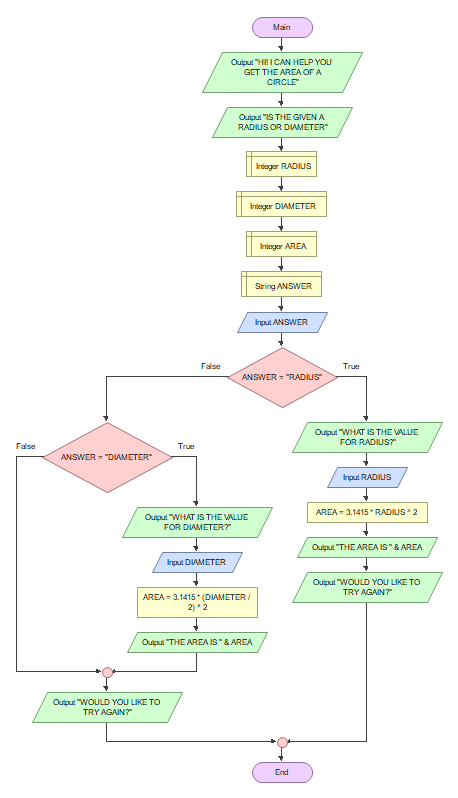 Main
Output "HI! I CAN HELP YOU
GET THE AREA OF A
CIRCLE"
Output "IS THE GIVEN A
RADIUS OR DIAMETER"
Integer RADIUS
Integer DIAMETER
Integer AREA
String ANSWER
Input ANSWER
False
True
ANSWER = "RADIUS"
Output "WHAT IS THE VALUE
FOR RADIUS?"
False
True
ANSWER = "DIAMETER"
Input RADIUS
AREA = 3.1415 * RADIUS ^ 2
Output "WHAT IS THE VALUE
FOR DIAMETER?"
Output "THE AREA IS " & AREA
Input DIAMETER
Output "WOULD YOU LIKE TO
TRY AGAIN?"
AREA = 3.1415 * (DIAMETER /
2) ^ 2
Output "THE AREA IS " & AREA
Output "WOULD YOU LIKE TO
TRY AGAIN?"
End